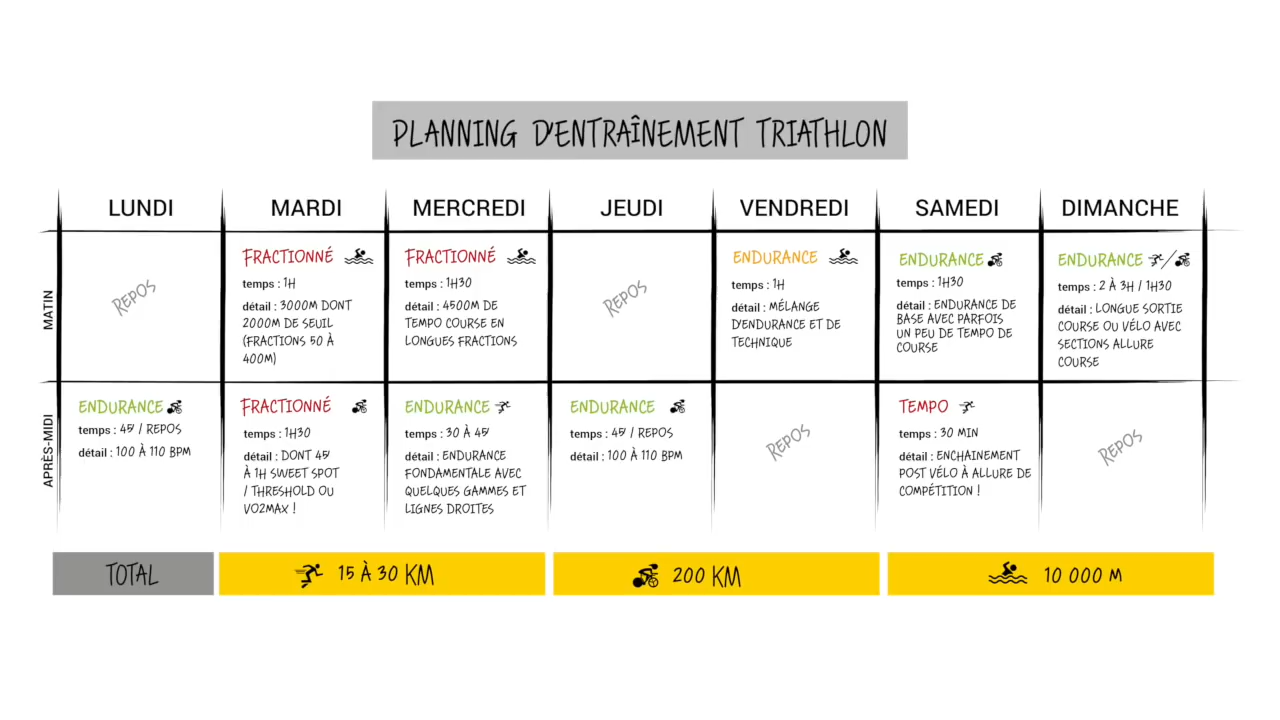 PLANNING D'ENTRAÎNEMENT TRIATHLON
LUNDI MARDI MERCREDI JEUDI VENDREDI SAMEDI DIMANCHE
MATIN
REPOS
FRACTIONNÉ
temps : 1H
détail : 3000M DONT
2000M DE SEUIL
(FRACTIONS 50 À
400M)
FRACTIONNÉ
temps : 1H30
détail : 4500M DE
TEMPO COURSE EN
LONGUES FRACTIONS
REPOS
ENDURANCE
temps : 1H
détail : MÉLANGE
D'ENDURANCE ET DE
TECHNIQUE
ENDURANCE
temps : 1H30
détail : ENDURANCE DE
BASE AVEC PARFOIS
UN PEU DE TEMPO DE
COURSE
ENDURANCE /
temps : 2 À 3H / 1H30
détail : LONGUE SORTIE
COURSE OU VÉLO AVEC
SECTIONS ALLURE
COURSE
APRÈS-MIDI
ENDURANCE
temps : 45' / REPOS
détail : 100 À 110 BPM
FRACTIONNÉ
temps : 1H30
détail : DONT 45'
À 1H SWEET SPOT
/ THRESHOLD OU
VO2MAX !
ENDURANCE
temps : 30 À 45'
détail : ENDURANCE
FONDAMENTALE AVEC
QUELQUES GAMMES ET
LIGNES DROITES
ENDURANCE
temps : 45' / REPOS
détail : 100 À 110 BPM
REPOS
TEMPO
temps : 30 MIN
détail : ENCHAINEMENT
POST VÉLO À ALLURE DE
COMPÉTITION !
REPOS
TOTAL 15 À 30 KM 200 KM 10 000 M